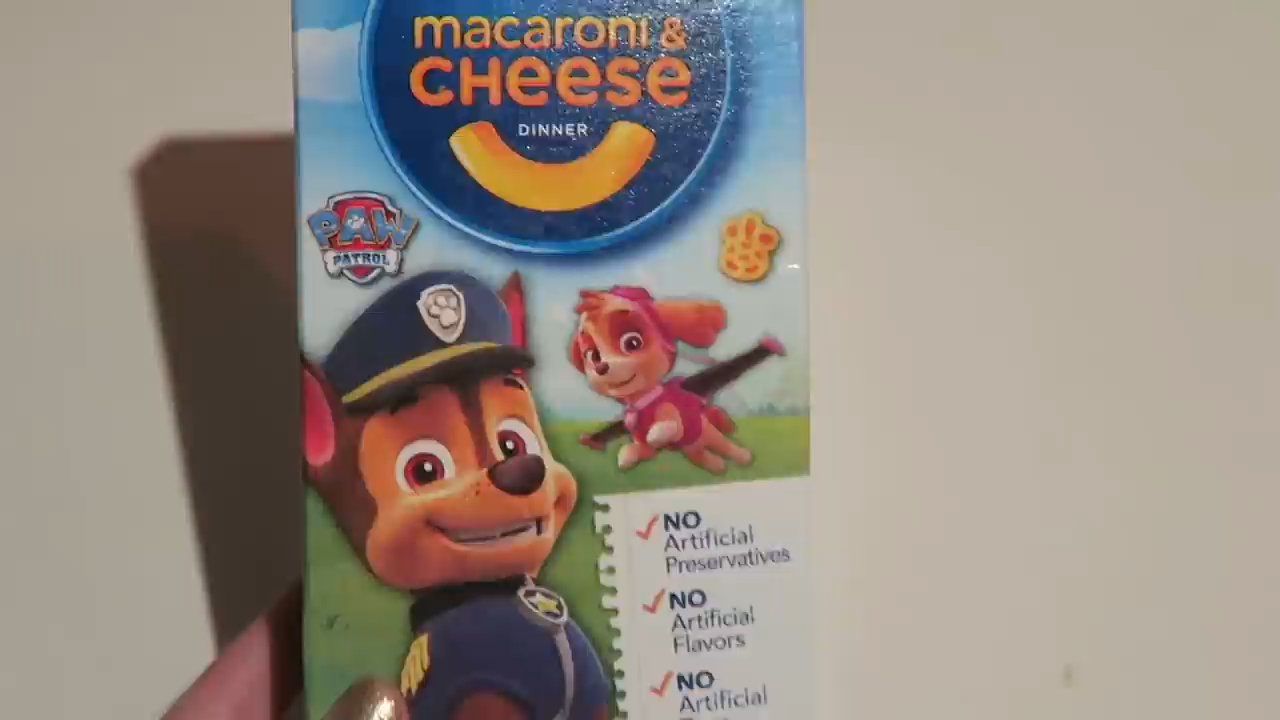 macaroni &
CHeese
DINNER
PAW
PATROL
NO
Artificial
Preservatives
NO
Artificial
Flavors
NO
Artificial